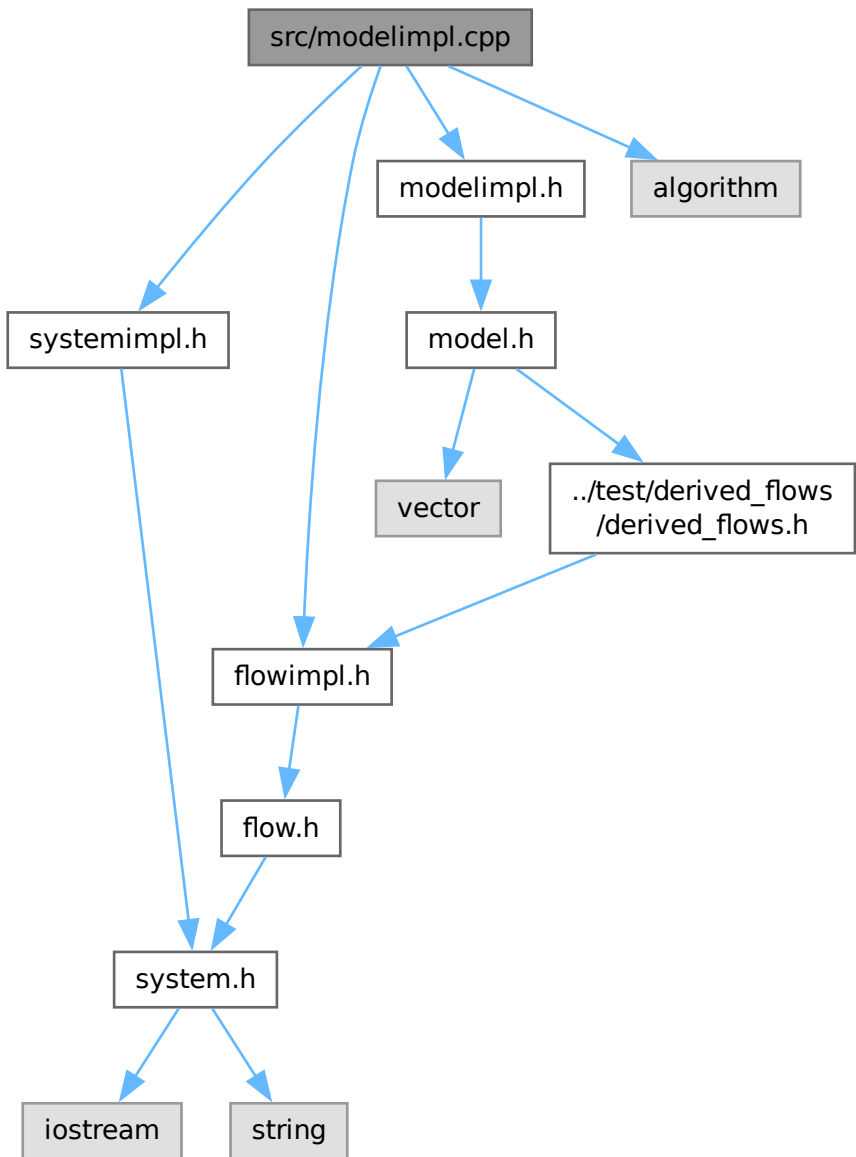 src/modelimpl.cpp
modelimpl.h
algorithm
systemimpl.h
model.h
vector
../test/derived_flows
/derived_flows.h
flowimpl.h
flow.h
system.h
iostream
string